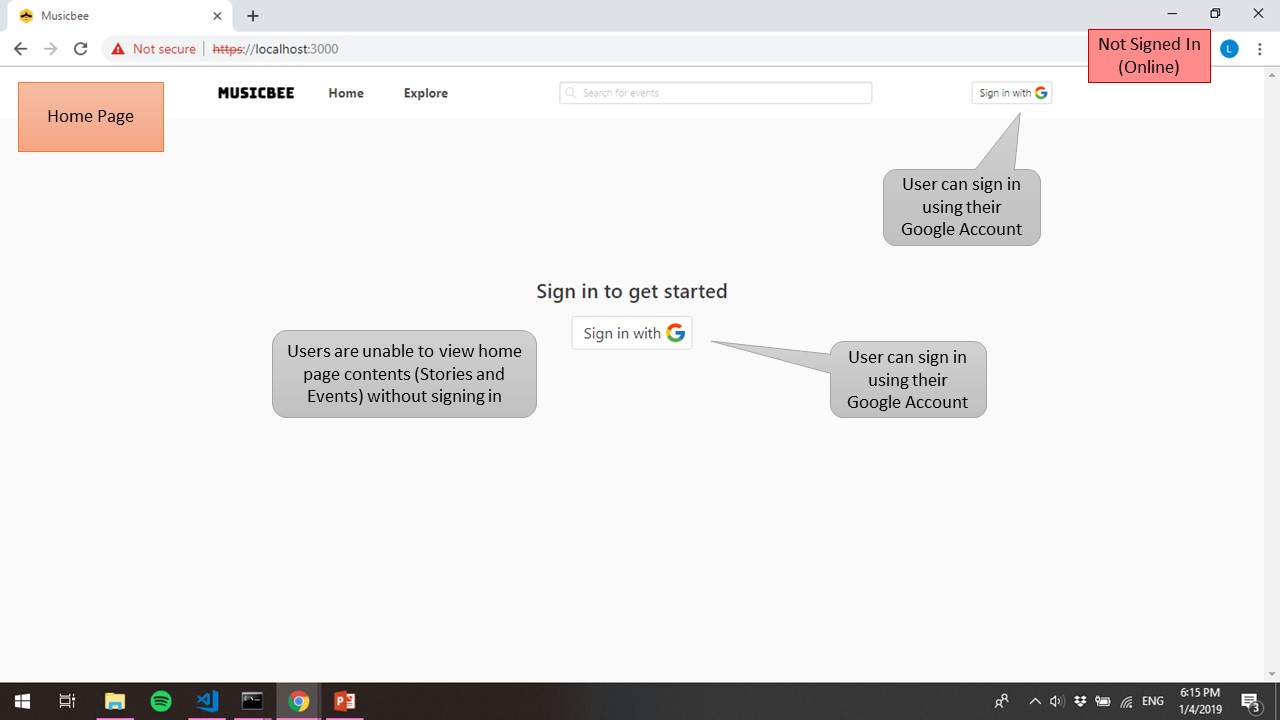 Musicbee
Not secure
https://localhost:3000
L
Not Signed In
(Online)
Home Page
MUSICBEE
Home
Explore
Search for events
Sign in with
User can sign in
using their
Google Account
Sign in to get started
Sign in with
Users are unable to view home
page contents (Stories and
Events) without signing in
User can sign in
using their
Google Account
ENG
6:15 PM
1/4/2019
3